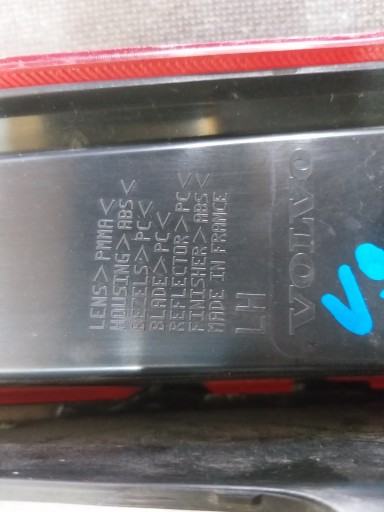 LENS> PMMA<
HOUSING> ABS<
BEZELS> PC<
BLADE> PC<
REFLECTOR> PC<
FINISHER> ABS<
MADE IN FRANCE
LH
VOLVO